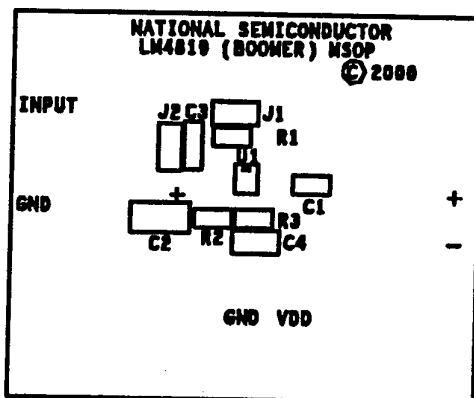 NATIONAL SEMICONDUCTOR
LM4819 (BOOMER) MSOP
© 2000
INPUT
J2 C3 J1
R1
U1
GND
+
C1
+
R2 R3
C2 C4
-
GND VDD